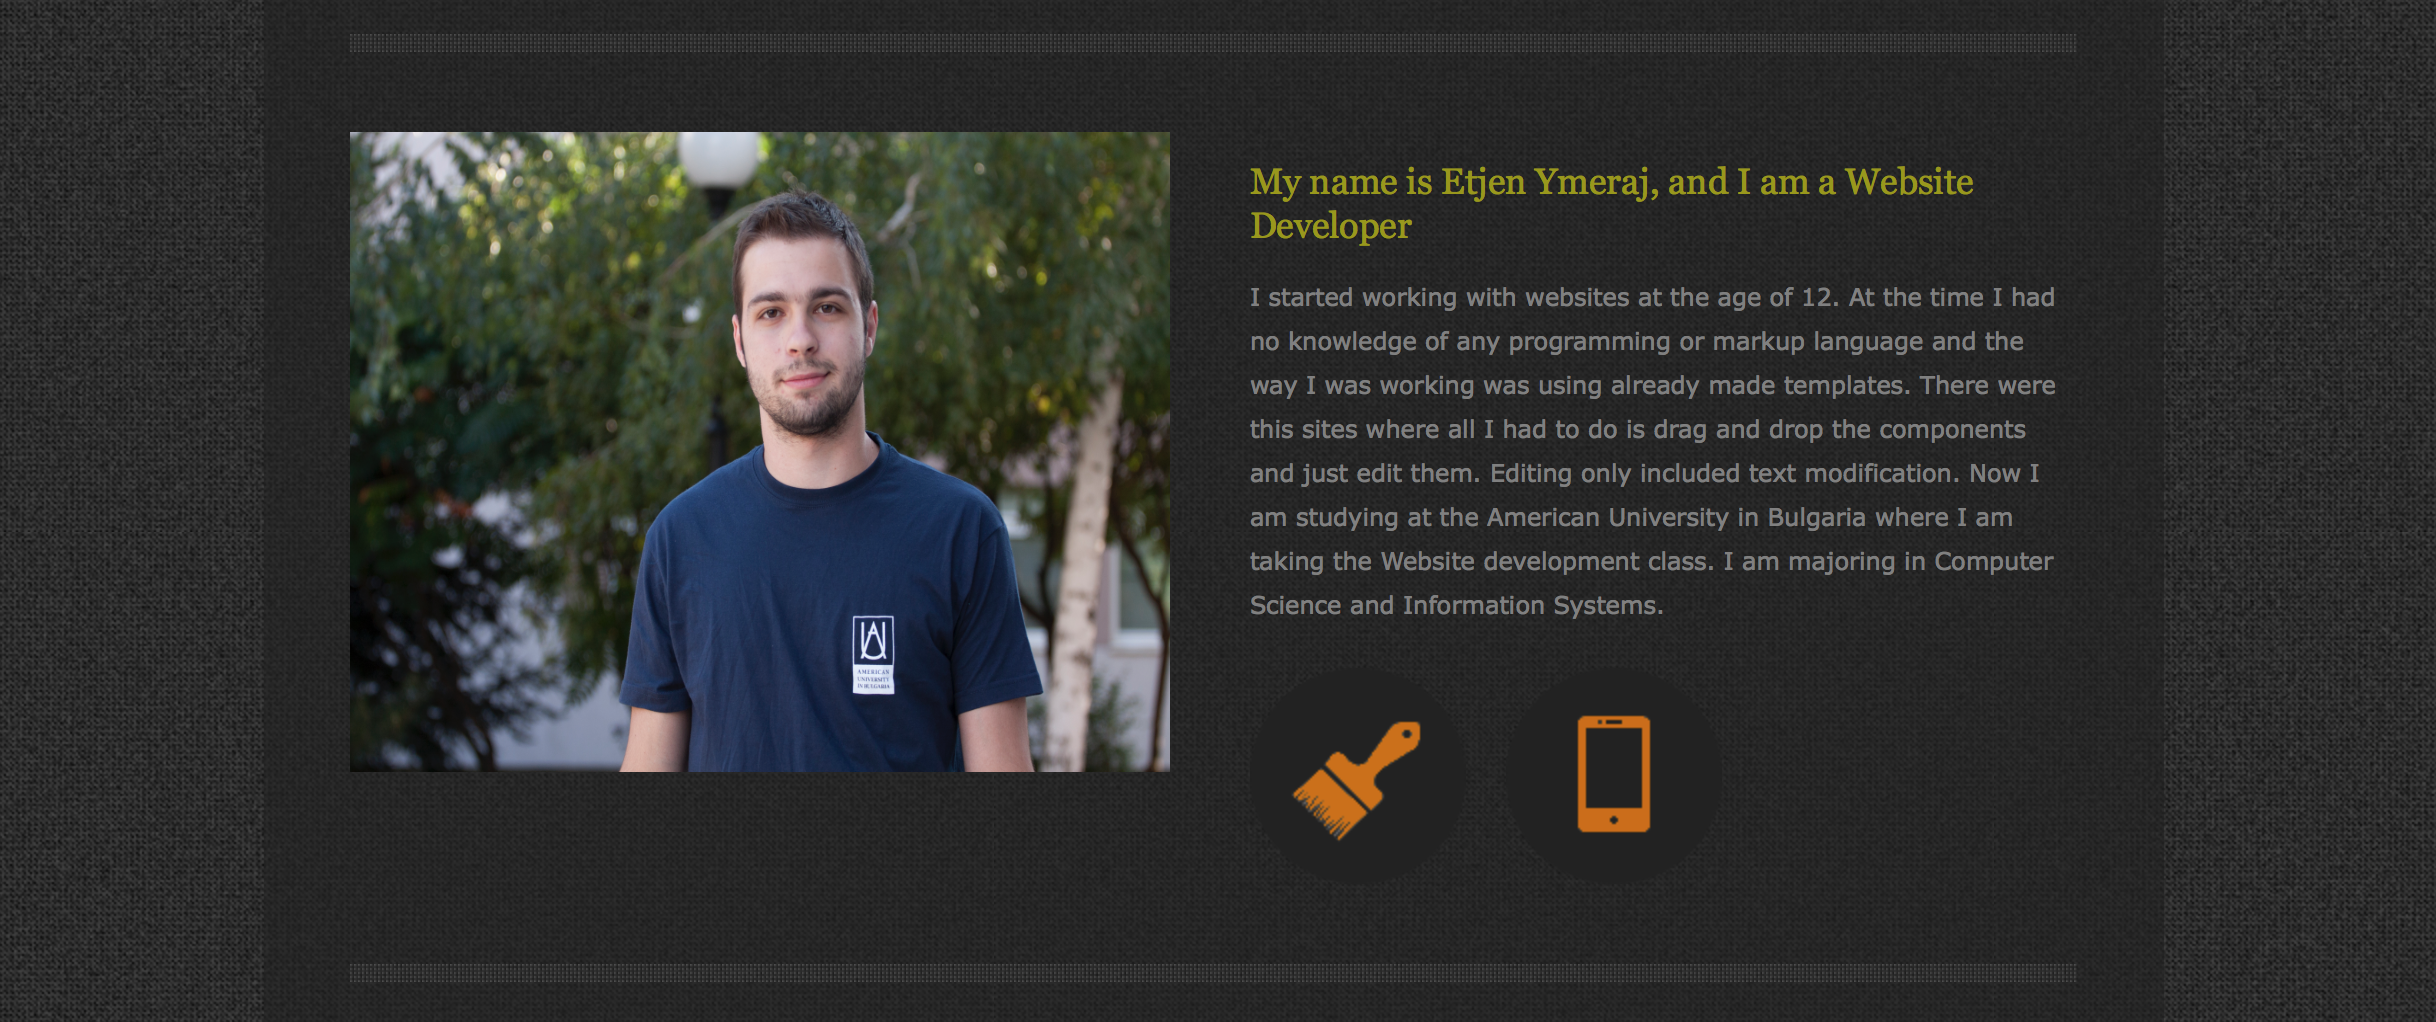 My name is Etjen Ymeraj, and I am a Website
Developer
I started working with websites at the age of 12. At the time I had
no knowledge of any programming or markup language and the
way I was working was using already made templates. There were
this sites where all I had to do is drag and drop the components
and just edit them. Editing only included text modification. Now I
am studying at the American University in Bulgaria where I am
taking the Website development class. I am majoring in Computer
Science and Information Systems.
AMERICAN
UNIVERSITY
IN BULGARIA